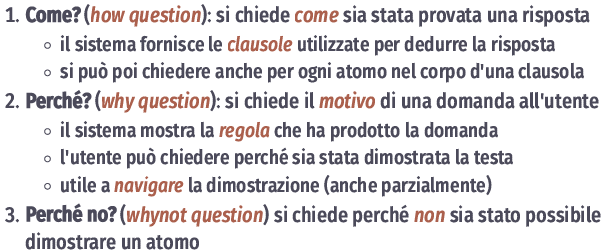 1. Come? (how question): si chiede come sia stata provata una risposta
◦ il sistema fornisce le clausole utilizzate per dedurre la risposta
◦ si può poi chiedere anche per ogni atomo nel corpo d'una clausola
2. Perché? (why question): si chiede il motivo di una domanda all'utente
◦ il sistema mostra la regola che ha prodotto la domanda
◦ l'utente può chiedere perché sia stata dimostrata la testa
◦ utile a navigare la dimostrazione (anche parzialmente)
3. Perché no? (whynot question) si chiede perché non sia stato possibile
dimostrare un atomo